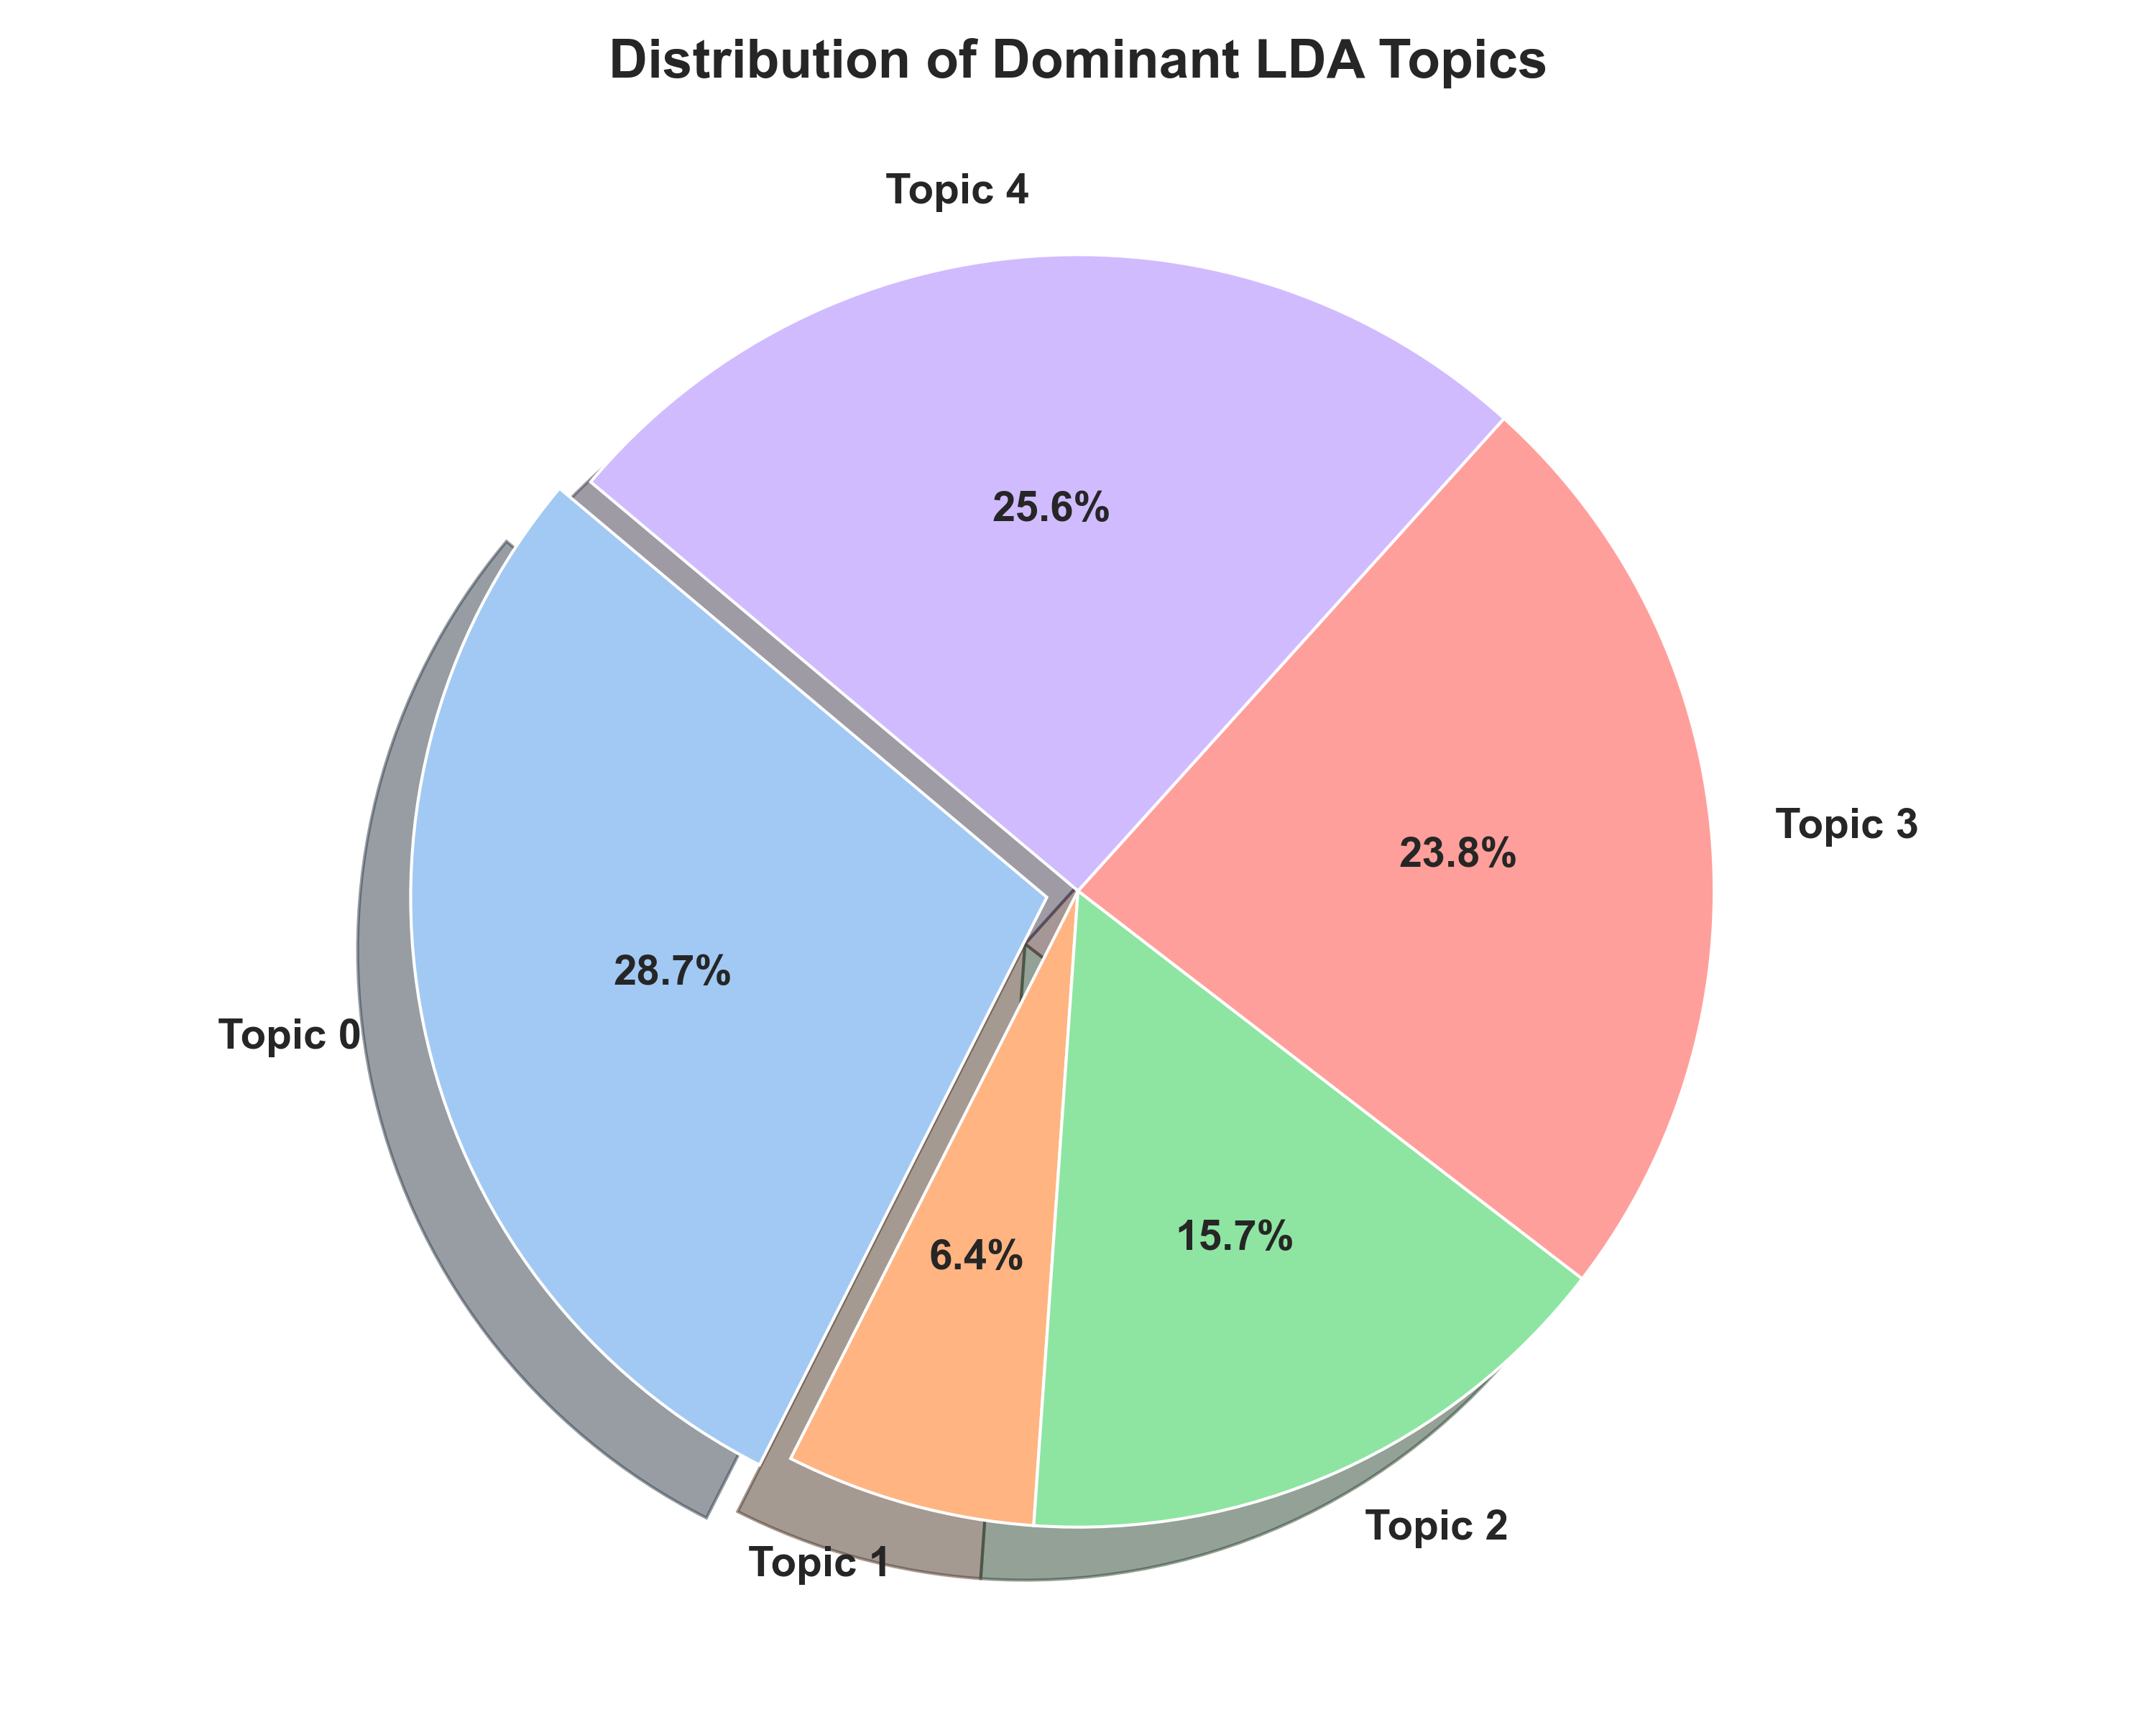 Distribution of Dominant LDA Topics
Topic 4
25.6%
Topic 3
23.8%
28.7%
Topic 0
15.7%
6.4%
Topic 2
Topic 1